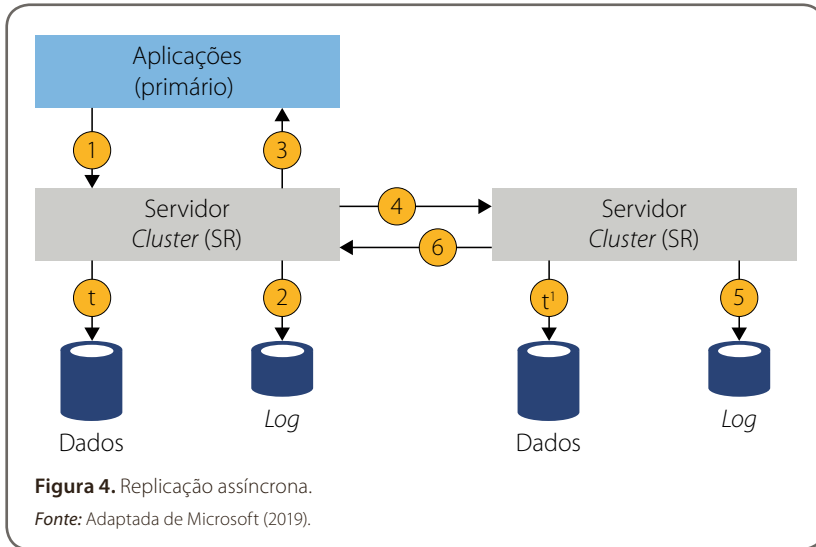 Aplicações
(primário)
1
3
Servidor
Cluster (SR)
4
6
Servidor
Cluster (SR)
t
2
t¹
5
Dados
Log
Dados
Log
Figura 4. Replicação assíncrona.
Fonte: Adaptada de Microsoft (2019).